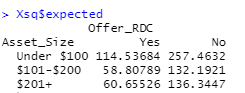 > Xsq$expected
Offer_RDC
Asset_Size Yes No
Under $100 114.53684 257.4632
$101-$200 58.80789 132.1921
$201+ 60.65526 136.3447